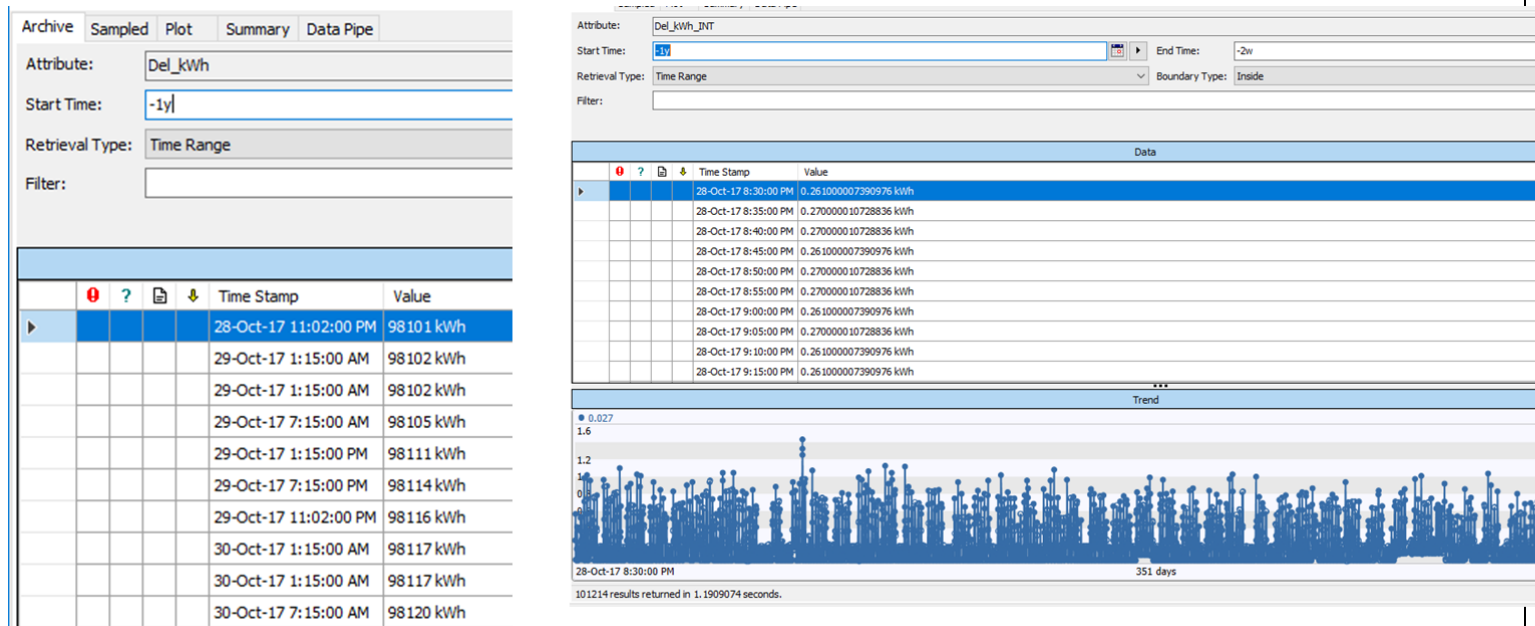 Archive Sampled Plot Summary Data Pipe
Attribute: Del_kWh
Start Time: -1y
Retrieval Type: Time Range
Filter:
! ? Time Stamp Value
28-Oct-17 11:02:00 PM 98101 kWh
29-Oct-17 1:15:00 AM 98102 kWh
29-Oct-17 1:15:00 AM 98102 kWh
29-Oct-17 7:15:00 AM 98105 kWh
29-Oct-17 1:15:00 PM 98111 kWh
29-Oct-17 7:15:00 PM 98114 kWh
29-Oct-17 11:02:00 PM 98116 kWh
30-Oct-17 1:15:00 AM 98117 kWh
30-Oct-17 1:15:00 AM 98117 kWh
30-Oct-17 7:15:00 AM 98120 kWh
Attribute: Del_kWh_INT
Start Time: -1y End Time: -2w
Retrieval Type: Time Range Boundary Type: Inside
Filter:
Data
! ? Time Stamp Value
28-Oct-17 8:30:00 PM 0.261000007390976 kWh
28-Oct-17 8:35:00 PM 0.270000010728836 kWh
28-Oct-17 8:40:00 PM 0.270000010728836 kWh
28-Oct-17 8:45:00 PM 0.261000007390976 kWh
28-Oct-17 8:50:00 PM 0.270000010728836 kWh
28-Oct-17 8:55:00 PM 0.270000010728836 kWh
28-Oct-17 9:00:00 PM 0.261000007390976 kWh
28-Oct-17 9:05:00 PM 0.270000010728836 kWh
28-Oct-17 9:10:00 PM 0.261000007390976 kWh
28-Oct-17 9:15:00 PM 0.261000007390976 kWh
Trend
0.027
1.6
1.2
28-Oct-17 8:30:00 PM 351 days
101214 results returned in 1.1909074 seconds.